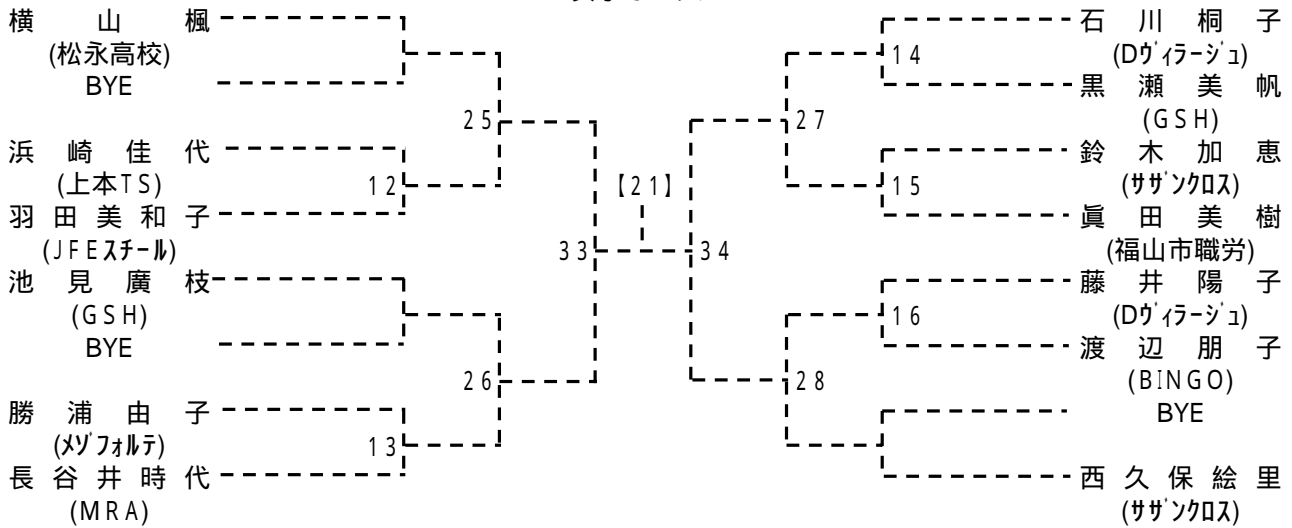 横山楓
(松永高校)
BYE
25
浜崎佳代
(上本TS)
12
羽田美和子
(JFEスチール)
33
池見廣枝
(GSH)
BYE
26
勝浦由子
(メゾフォルテ)
13
長谷井時代
(MRA)
【21】
石川桐子
14
(Dヴィラージュ)
黒瀬美帆
(GSH)
27
鈴木加恵
15
(サザンクロス)
眞田美樹
(福山市職労)
34
藤井陽子
16
(Dヴィラージュ)
渡辺朋子
(BINGO)
28
BYE
西久保絵里
(サザンクロス)